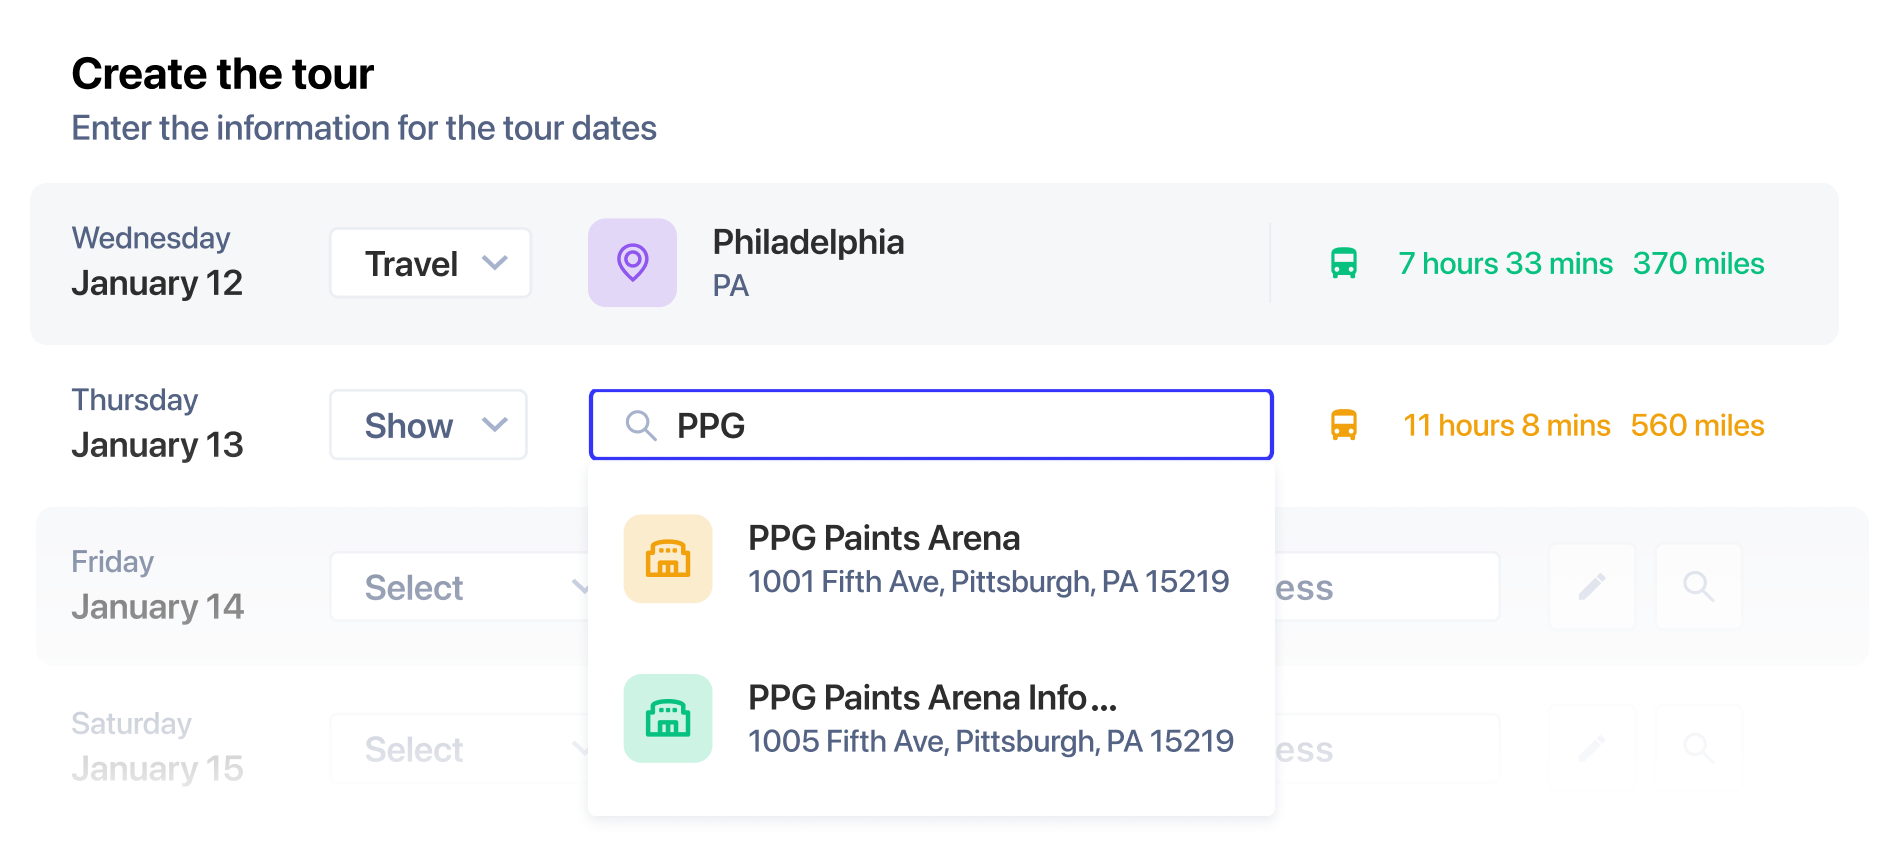 Create the tour
Enter the information for the tour dates
Wednesday
January 12
Travel
Philadelphia
PA
7 hours 33 mins 370 miles
Thursday
January 13
Show
PPG
11 hours 8 mins 560 miles
PPG Paints Arena
1001 Fifth Ave, Pittsburgh, PA 15219
Friday
January 14
Select
ess
PPG Paints Arena Info...
1005 Fifth Ave, Pittsburgh, PA 15219
Saturday
January 15
Select
ess